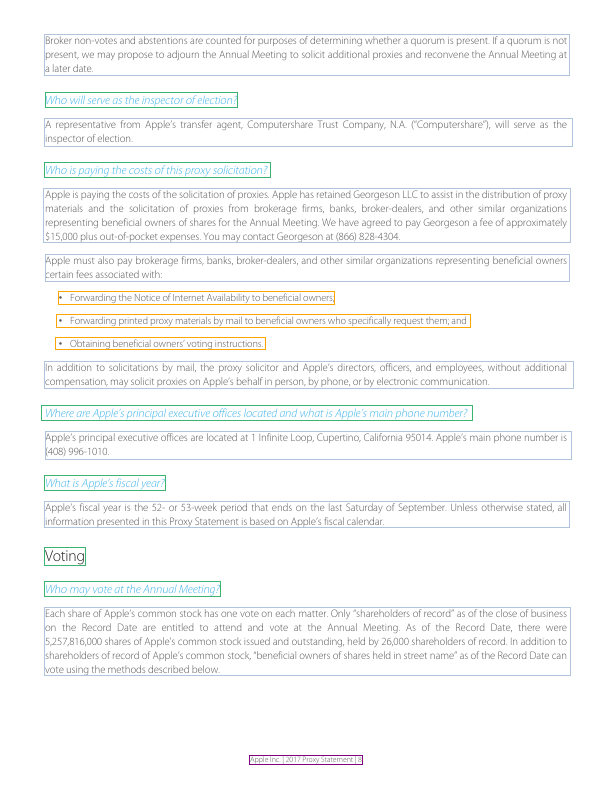 Broker non-votes and abstentions are counted for purposes of determining whether a quorum is present. If a quorum is not
present, we may propose to adjourn the Annual Meeting to solicit additional proxies and reconvene the Annual Meeting at
a later date.
Who will serve as the inspector of election?
A representative from Apple's transfer agent, Computershare Trust Company, N.A. ("Computershare"), will serve as the
inspector of election.
Who is paying the costs of this proxy solicitation?
Apple is paying the costs of the solicitation of proxies. Apple has retained Georgeson LLC to assist in the distribution of proxy
materials and the solicitation of proxies from brokerage firms, banks, broker-dealers, and other similar organizations
representing beneficial owners of shares for the Annual Meeting. We have agreed to pay Georgeson a fee of approximately
$15,000 plus out-of-pocket expenses. You may contact Georgeson at (866) 828-4304.
Apple must also pay brokerage firms, banks, broker-dealers, and other similar organizations representing beneficial owners
certain fees associated with:
• Forwarding the Notice of Internet Availability to beneficial owners;
• Forwarding printed proxy materials by mail to beneficial owners who specifically request them; and
• Obtaining beneficial owners' voting instructions.
In addition to solicitations by mail, the proxy solicitor and Apple's directors, officers, and employees, without additional
compensation, may solicit proxies on Apple's behalf in person, by phone, or by electronic communication.
Where are Apple's principal executive offices located and what is Apple's main phone number?
Apple's principal executive offices are located at 1 Infinite Loop, Cupertino, California 95014. Apple's main phone number is
(408) 996-1010.
What is Apple's fiscal year?
Apple's fiscal year is the 52- or 53-week period that ends on the last Saturday of September. Unless otherwise stated, all
information presented in this Proxy Statement is based on Apple's fiscal calendar.
Voting
Who may vote at the Annual Meeting?
Each share of Apple's common stock has one vote on each matter. Only "shareholders of record" as of the close of business
on the Record Date are entitled to attend and vote at the Annual Meeting. As of the Record Date, there were
5,257,816,000 shares of Apple's common stock issued and outstanding, held by 26,000 shareholders of record. In addition to
shareholders of record of Apple's common stock, "beneficial owners of shares held in street name" as of the Record Date can
vote using the methods described below.
Apple Inc. | 2017 Proxy Statement | 8